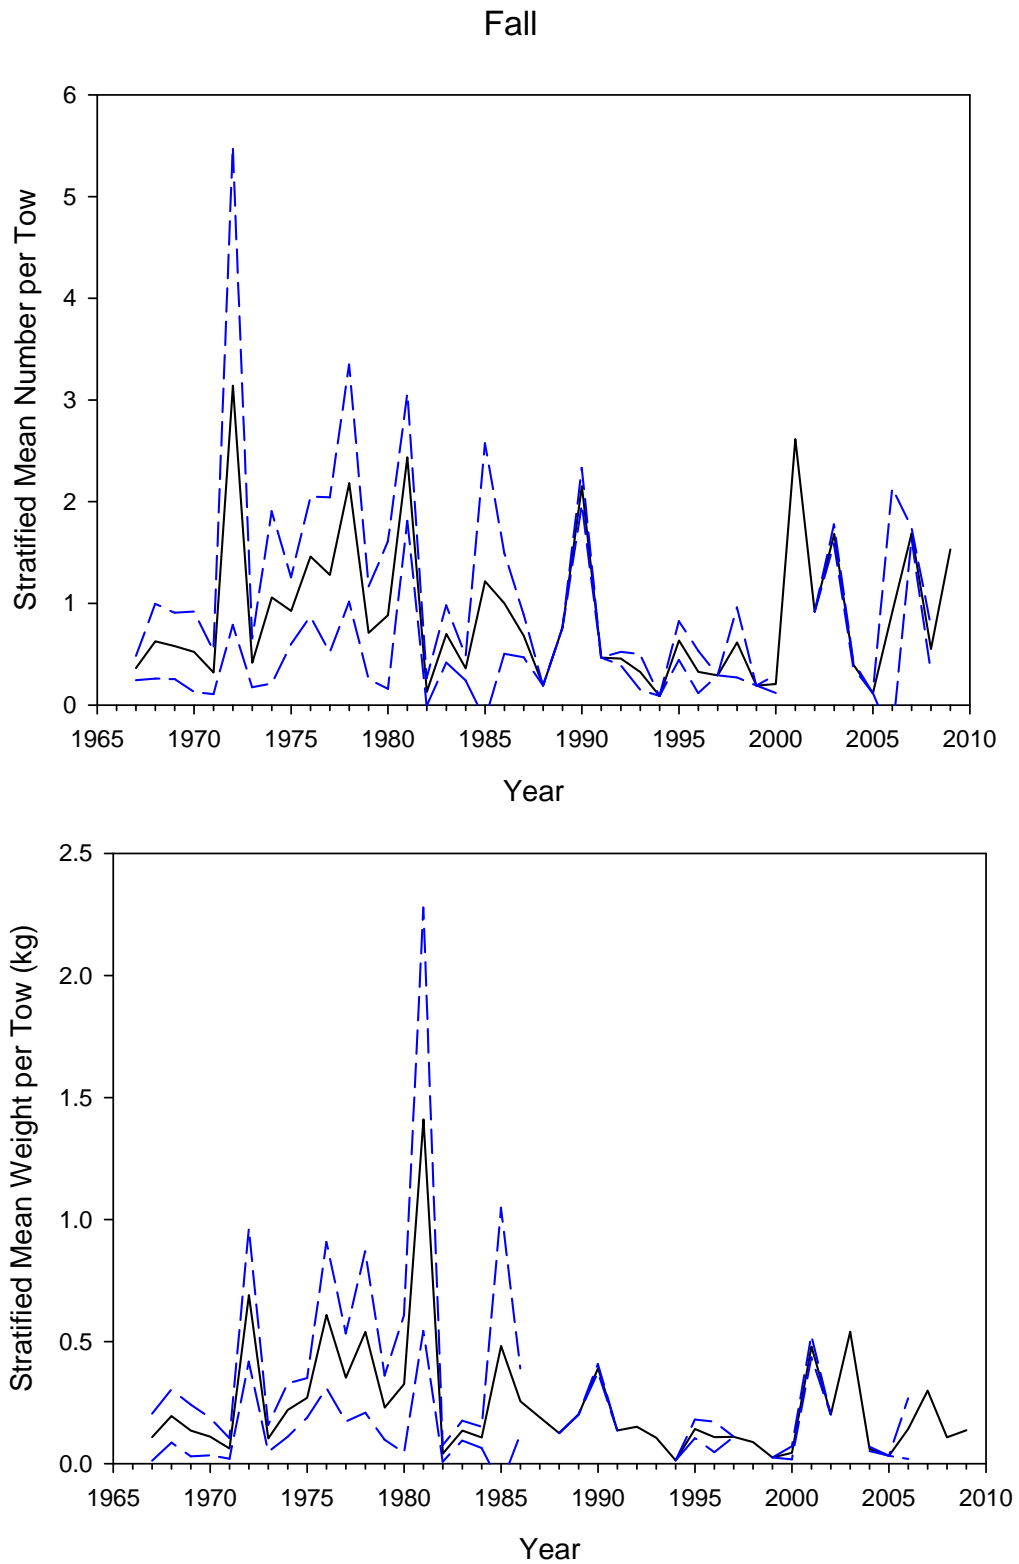 Fall
6
5
4
3
2
1
0
Stratified Mean Number per Tow
1965 1970 1975 1980 1985 1990 1995 2000 2005 2010
Year
2.5
2.0
1.5
1.0
0.5
0.0
Stratified Mean Weight per Tow (kg)
1965 1970 1975 1980 1985 1990 1995 2000 2005 2010
Year